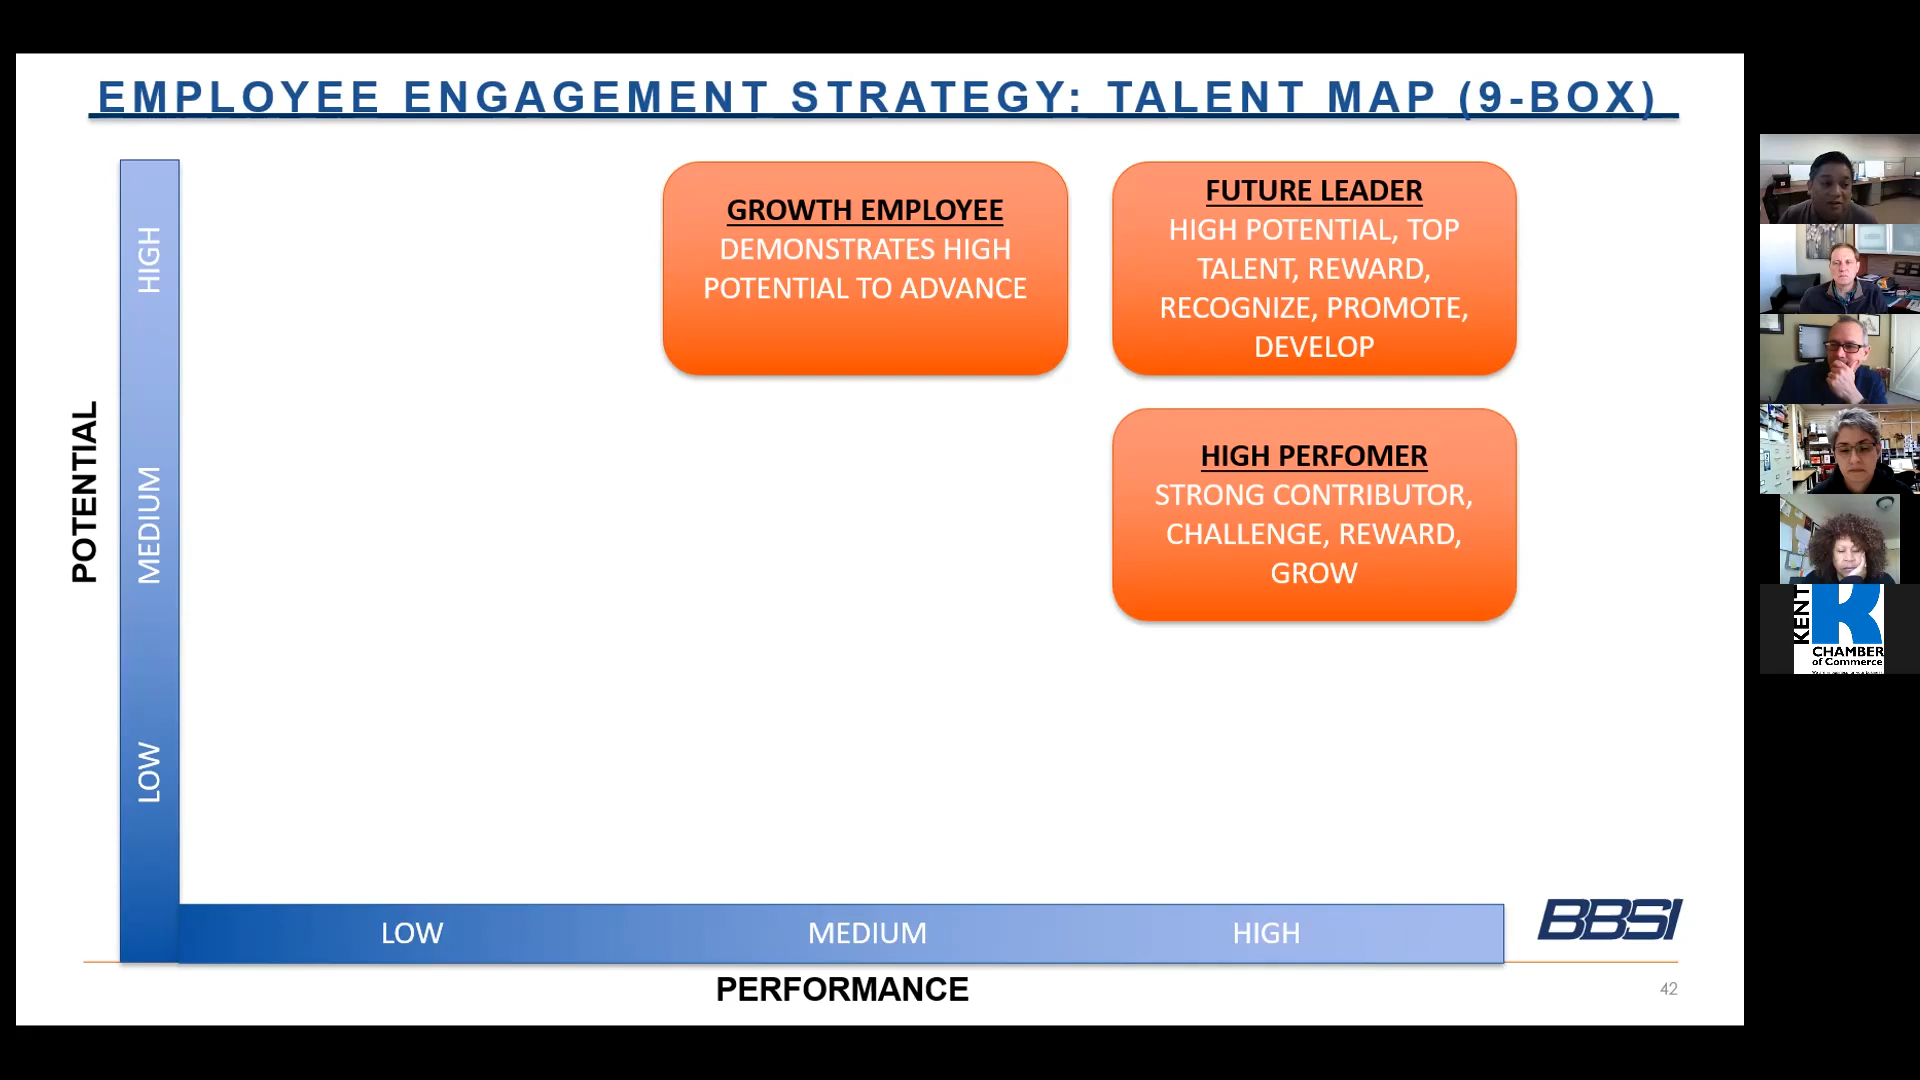 EMPLOYEE ENGAGEMENT STRATEGY: TALENT MAP (9-BOX)
POTENTIAL
HIGH
MEDIUM
LOW
GROWTH EMPLOYEE
DEMONSTRATES HIGH
POTENTIAL TO ADVANCE
FUTURE LEADER
HIGH POTENTIAL, TOP
TALENT, REWARD,
RECOGNIZE, PROMOTE,
DEVELOP
HIGH PERFOMER
STRONG CONTRIBUTOR,
CHALLENGE, REWARD,
GROW
LOW
MEDIUM
HIGH
PERFORMANCE
BBSI
42
KENT
K
CHAMBER
of Commerce